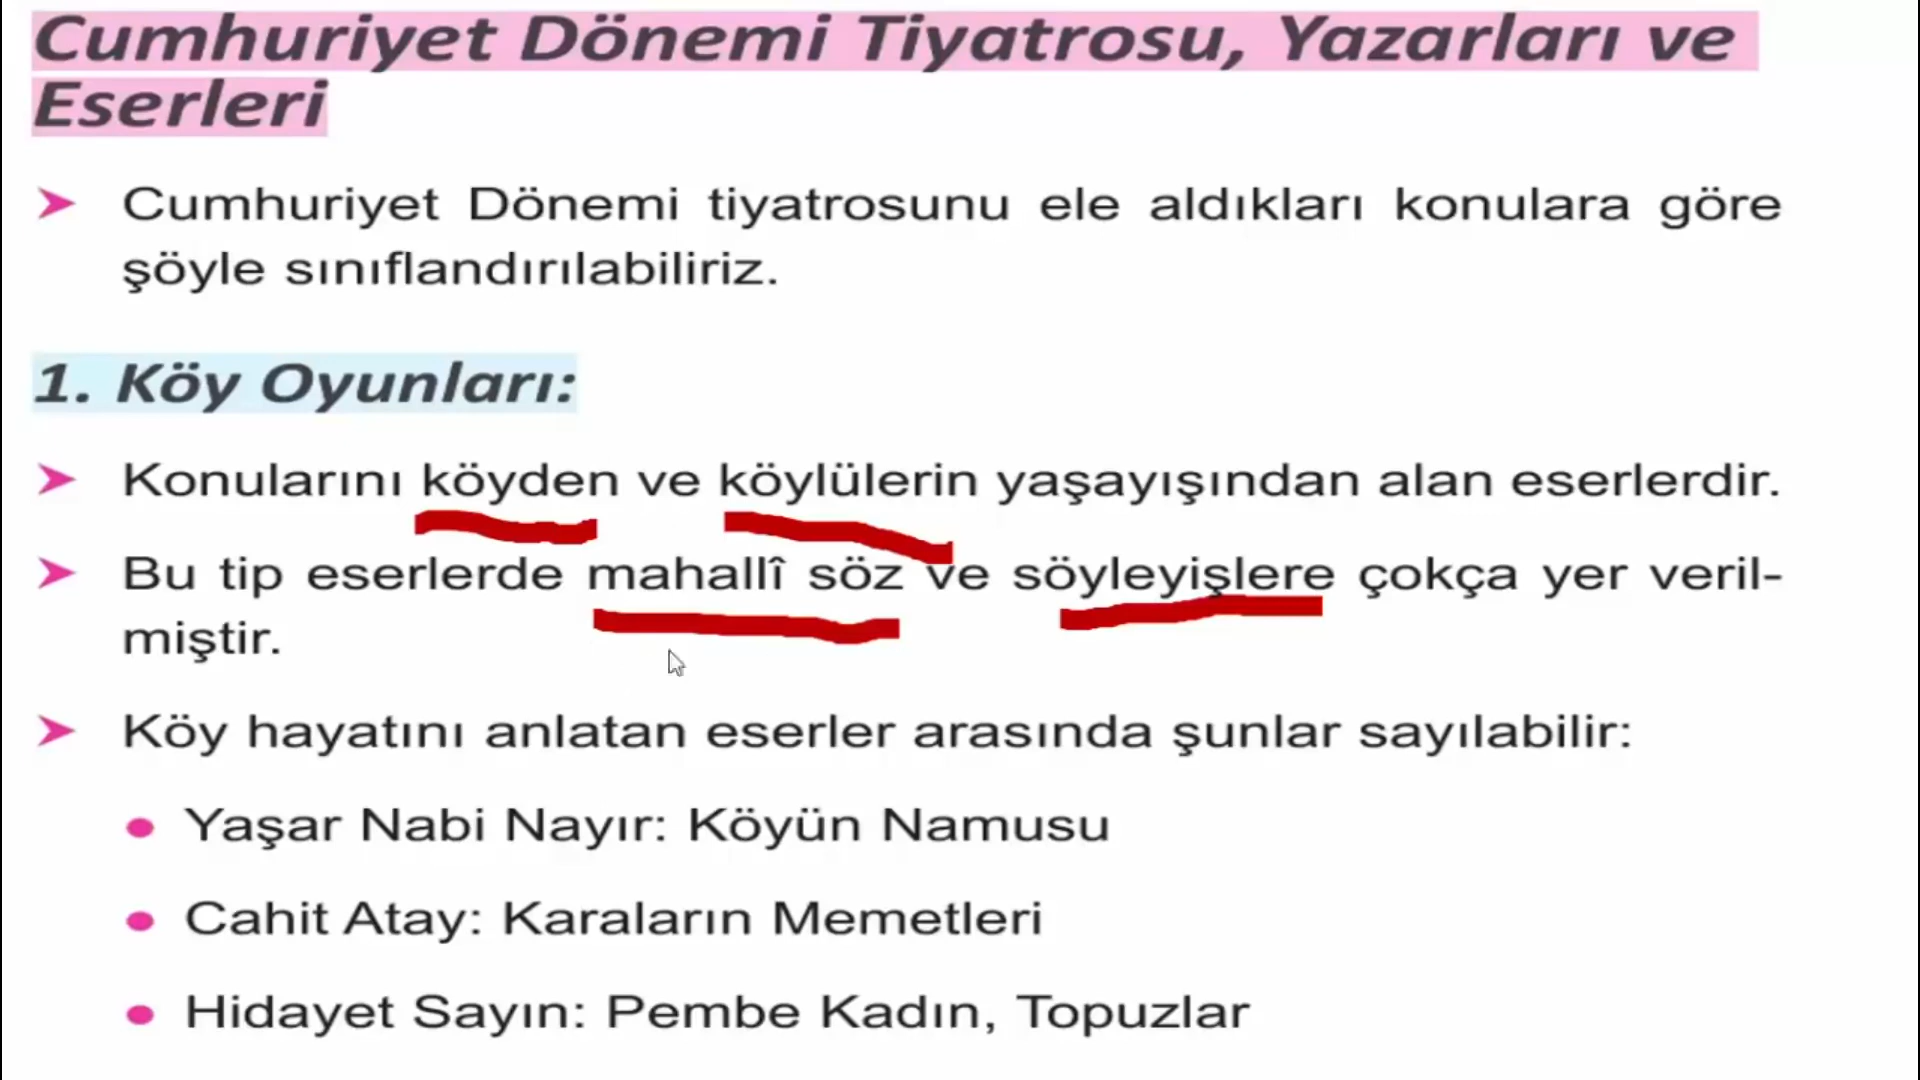 Cumhuriyet Dönemi Tiyatrosu, Yazarları ve
Eserleri
➤ Cumhuriyet Dönemi tiyatrosunu ele aldıkları konulara göre
şöyle sınıflandırılabiliriz.
1. Köy Oyunları:
➤ Konularını köyden ve köylülerin yaşayışından alan eserlerdir.
➤ Bu tip eserlerde mahallî söz ve söyleyişlere çokça yer veril-
miştir.
➤ Köy hayatını anlatan eserler arasında şunlar sayılabilir:
• Yaşar Nabi Nayır: Köyün Namusu
• Cahit Atay: Karaların Memetleri
• Hidayet Sayın: Pembe Kadın, Topuzlar